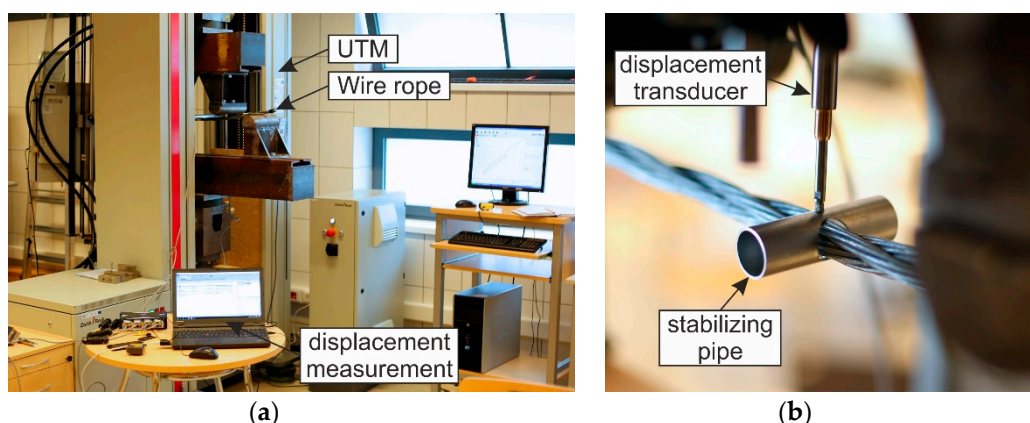 UTM
Wire rope
displacement
measurement
(a)
displacement
transducer
stabilizing
pipe
(b)